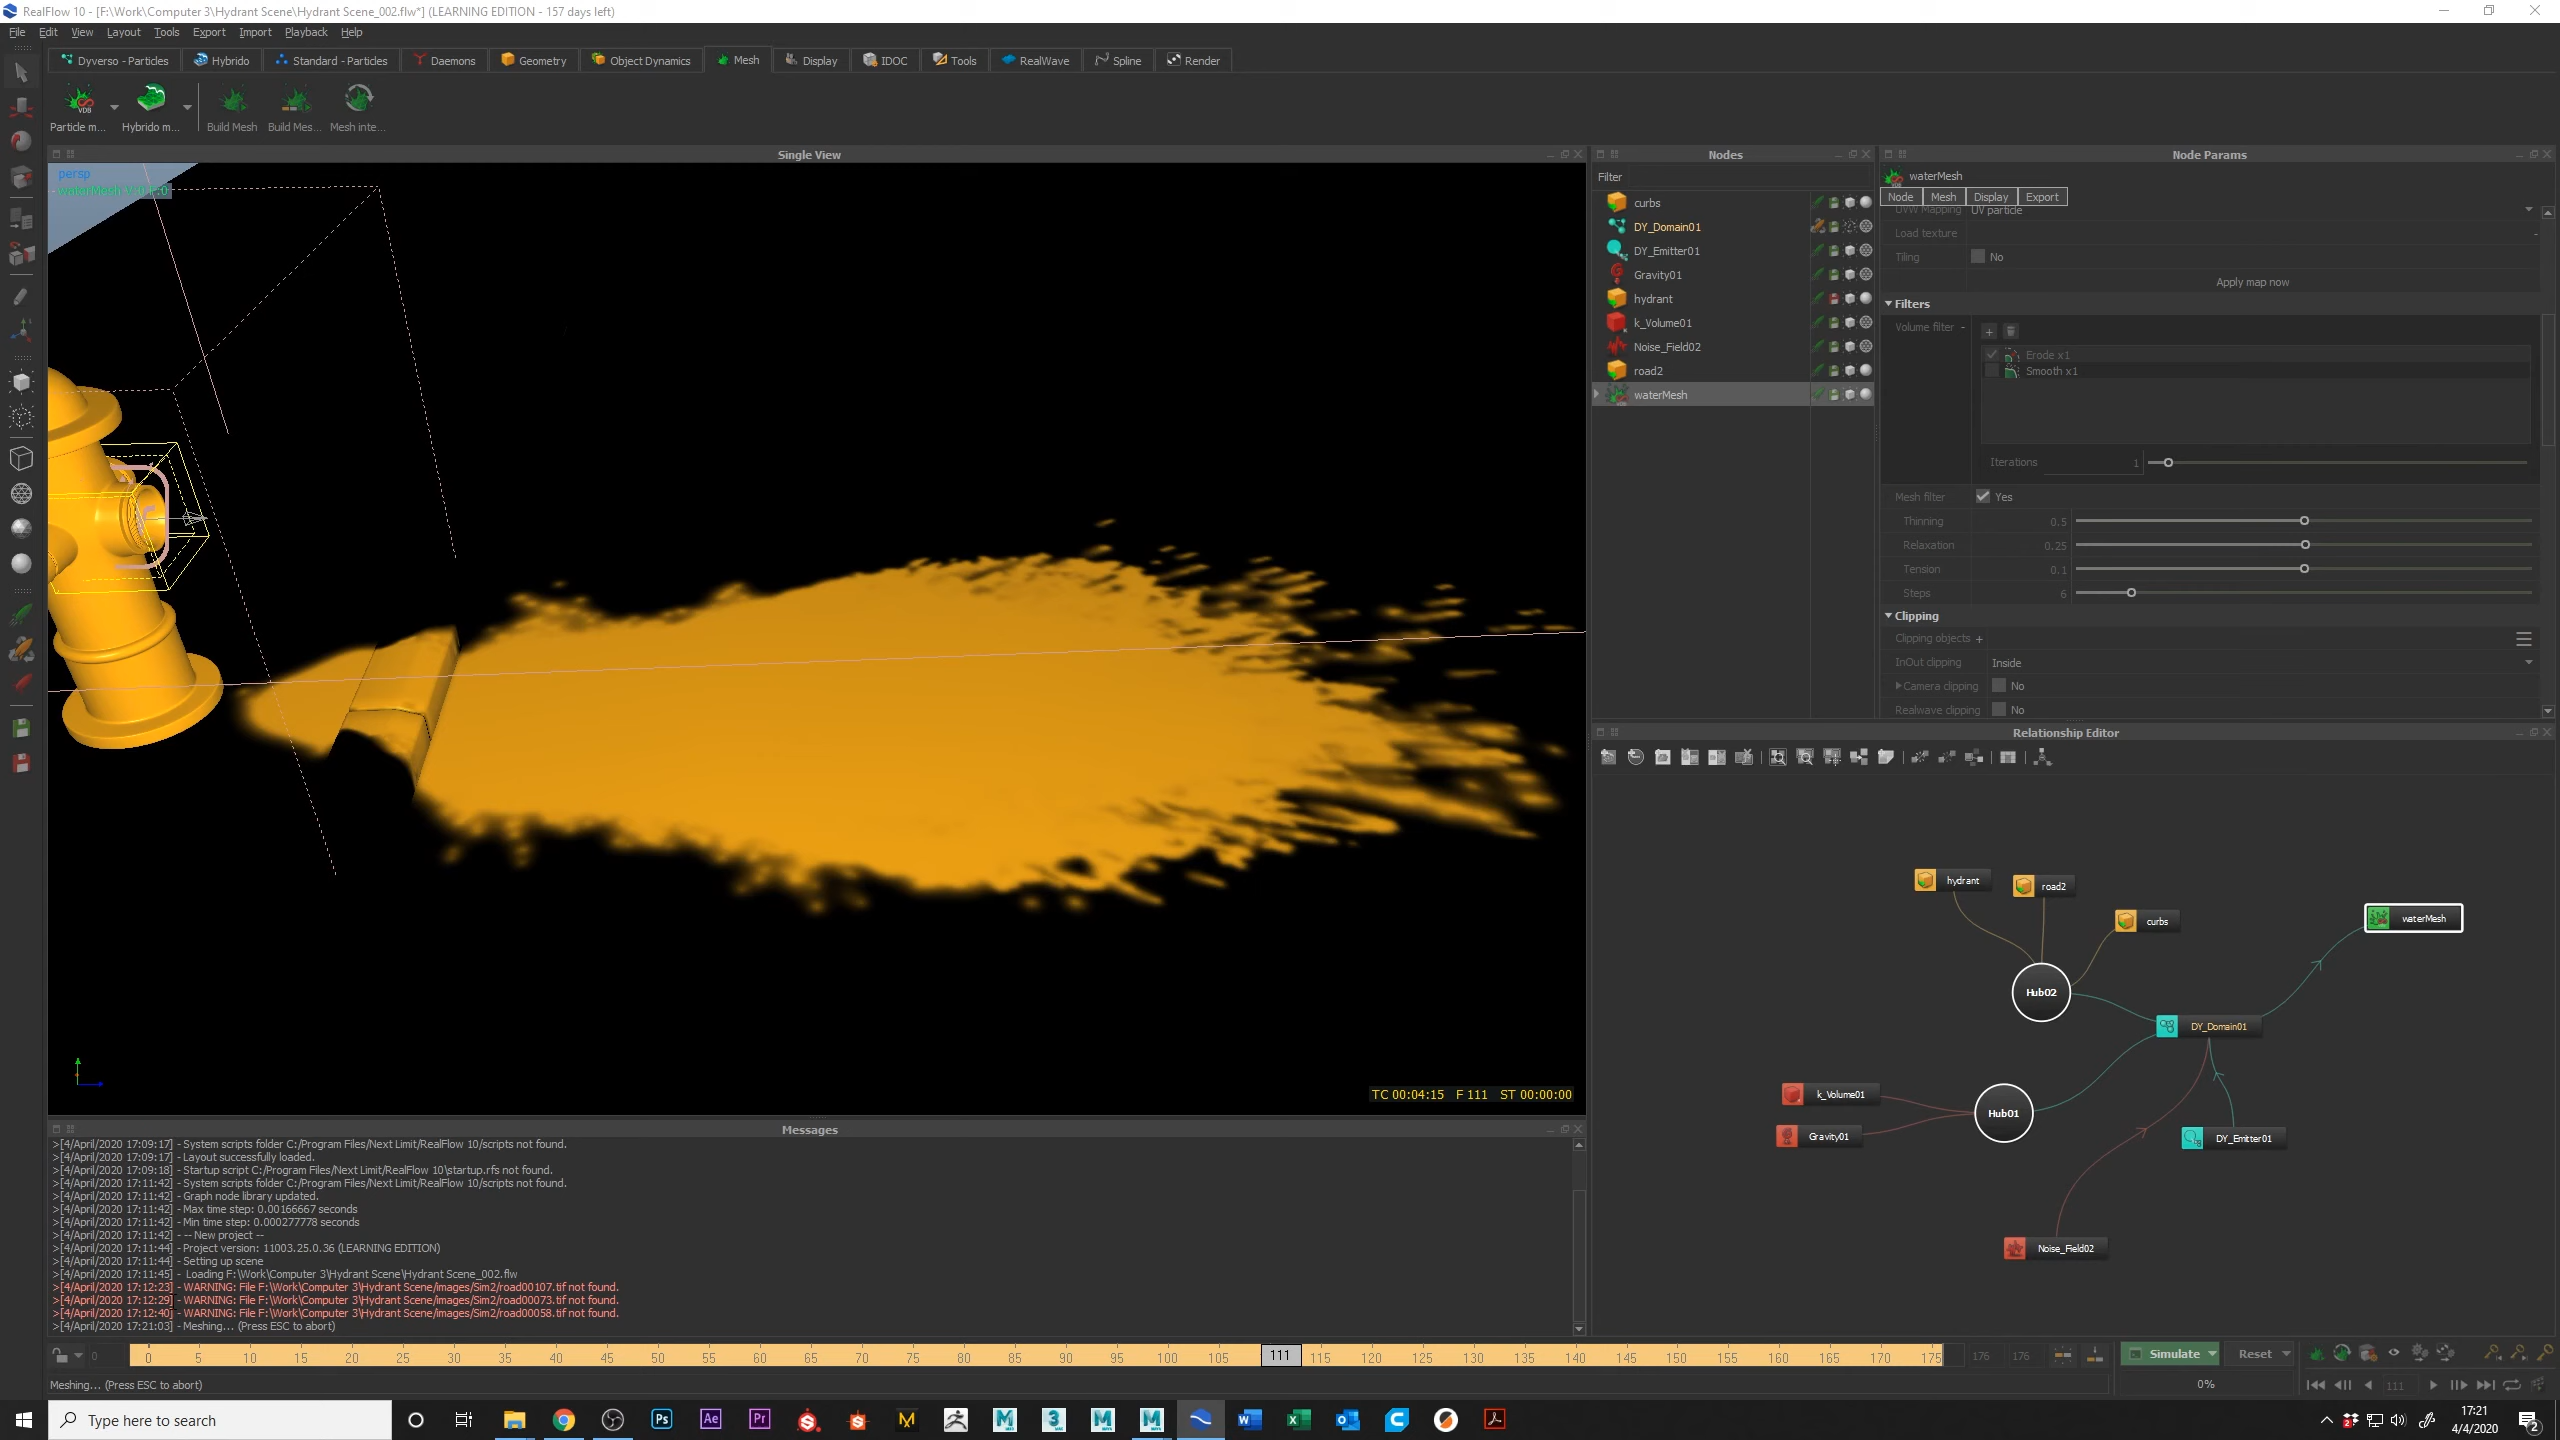 RealFlow 10 - [F:\Work\Computer 3\Hydrant Scene\Hydrant Scene_002.flw*] (LEARNING EDITION - 157 days left)
File Edit View Layout Tools Export Import Playback Help
Dyverso - Particles Hybrido Standard - Particles Daemons Geometry Object Dynamics Mesh Display IDOC Tools RealWave Spline Render
VDB
Particle m... Hybrido m... Build Mesh Build Mes... Mesh inte...
Single View
persp
waterMesh V:0 F:0
TC 00:04:15 F 111 ST 00:00:00
Nodes
Filter
curbs
DY_Domain01
DY_Emitter01
Gravity01
hydrant
k_Volume01
Noise_Field02
road2
waterMesh
Node Params
waterMesh
Node Mesh Display Export
UVW Mapping UV particle
Load texture
Tiling No
Apply map now
Filters
Volume filter -
Erode x1
Smooth x1
Iterations 1
Mesh filter Yes
Thinning 0.5
Relaxation 0.25
Tension 0.1
Steps 6
Clipping
Clipping objects +
InOut clipping Inside
Camera clipping No
Realwave clipping No
Relationship Editor
hydrant
road2
curbs
waterMesh
Hub02
DY_Domain01
k_Volume01
Hub01
Gravity01
DY_Emitter01
Noise_Field02
Messages
>[4/April/2020 17:09:17] - System scripts folder C:/Program Files/Next Limit/RealFlow 10/scripts not found.
>[4/April/2020 17:09:17] - Layout successfully loaded.
>[4/April/2020 17:09:18] - Startup script C:/Program Files/Next Limit/RealFlow 10\startup.rfs not found.
>[4/April/2020 17:11:42] - System scripts folder C:/Program Files/Next Limit/RealFlow 10/scripts not found.
>[4/April/2020 17:11:42] - Graph node library updated.
>[4/April/2020 17:11:42] - Max time step: 0.00166667 seconds
>[4/April/2020 17:11:42] - Min time step: 0.000277778 seconds
>[4/April/2020 17:11:42] - -- New project --
>[4/April/2020 17:11:44] - Project version: 11003.25.0.36 (LEARNING EDITION)
>[4/April/2020 17:11:44] - Setting up scene
>[4/April/2020 17:11:45] - Loading F:\Work\Computer 3\Hydrant Scene\Hydrant Scene_002.flw
>[4/April/2020 17:12:23] - WARNING: File F:\Work\Computer 3\Hydrant Scene/images/Sim2/road00107.tif not found.
>[4/April/2020 17:12:29] - WARNING: File F:\Work\Computer 3\Hydrant Scene/images/Sim2/road00073.tif not found.
>[4/April/2020 17:12:40] - WARNING: File F:\Work\Computer 3\Hydrant Scene/images/Sim2/road00058.tif not found.
>[4/April/2020 17:21:03] - Meshing... (Press ESC to abort)
0 0 5 10 15 20 25 30 35 40 45 50 55 60 65 70 75 80 85 90 95 100 105 111 115 120 125 130 135 140 145 150 155 160 165 170 175 176 176
Simulate Reset
Meshing... (Press ESC to abort)
0%
111
Type here to search
Ps Ae Pr
17:21
4/4/2020
2